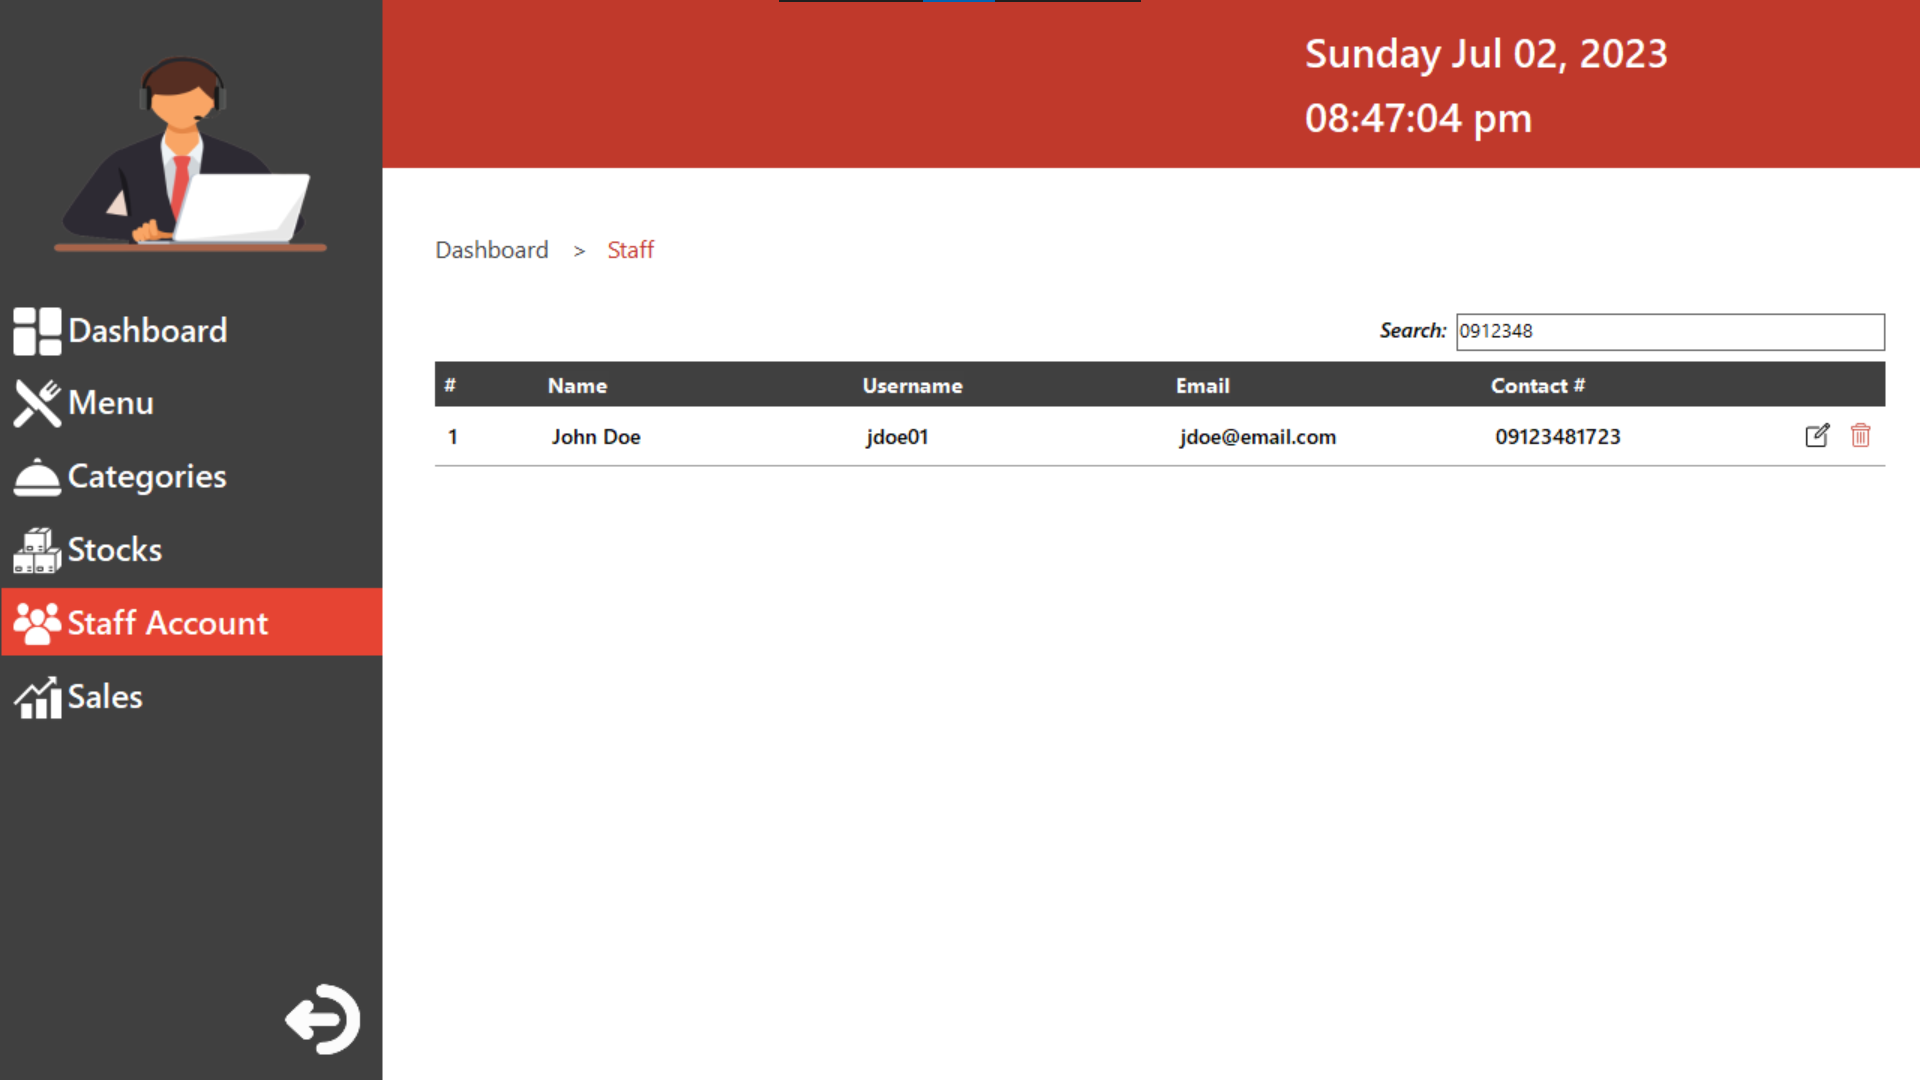 Sunday Jul 02, 2023
08:47:04 pm
Dashboard > Staff
Dashboard
Menu
Categories
Stocks
Staff Account
Sales
Search: 0912348
# Name Username Email Contact #
1 John Doe jdoe01 jdoe@email.com 09123481723